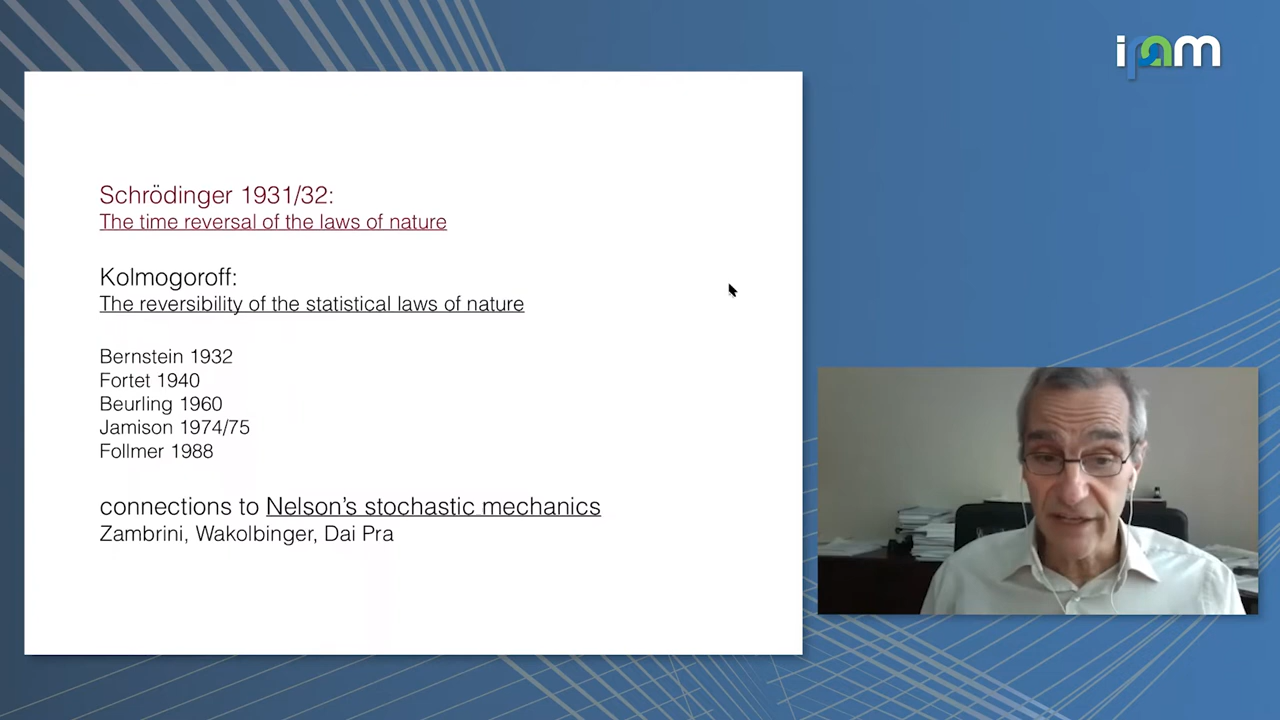 ipam
Schrödinger 1931/32:
The time reversal of the laws of nature
Kolmogoroff:
The reversibility of the statistical laws of nature
Bernstein 1932
Fortet 1940
Beurling 1960
Jamison 1974/75
Follmer 1988
connections to Nelson’s stochastic mechanics
Zambrini, Wakolbinger, Dai Pra